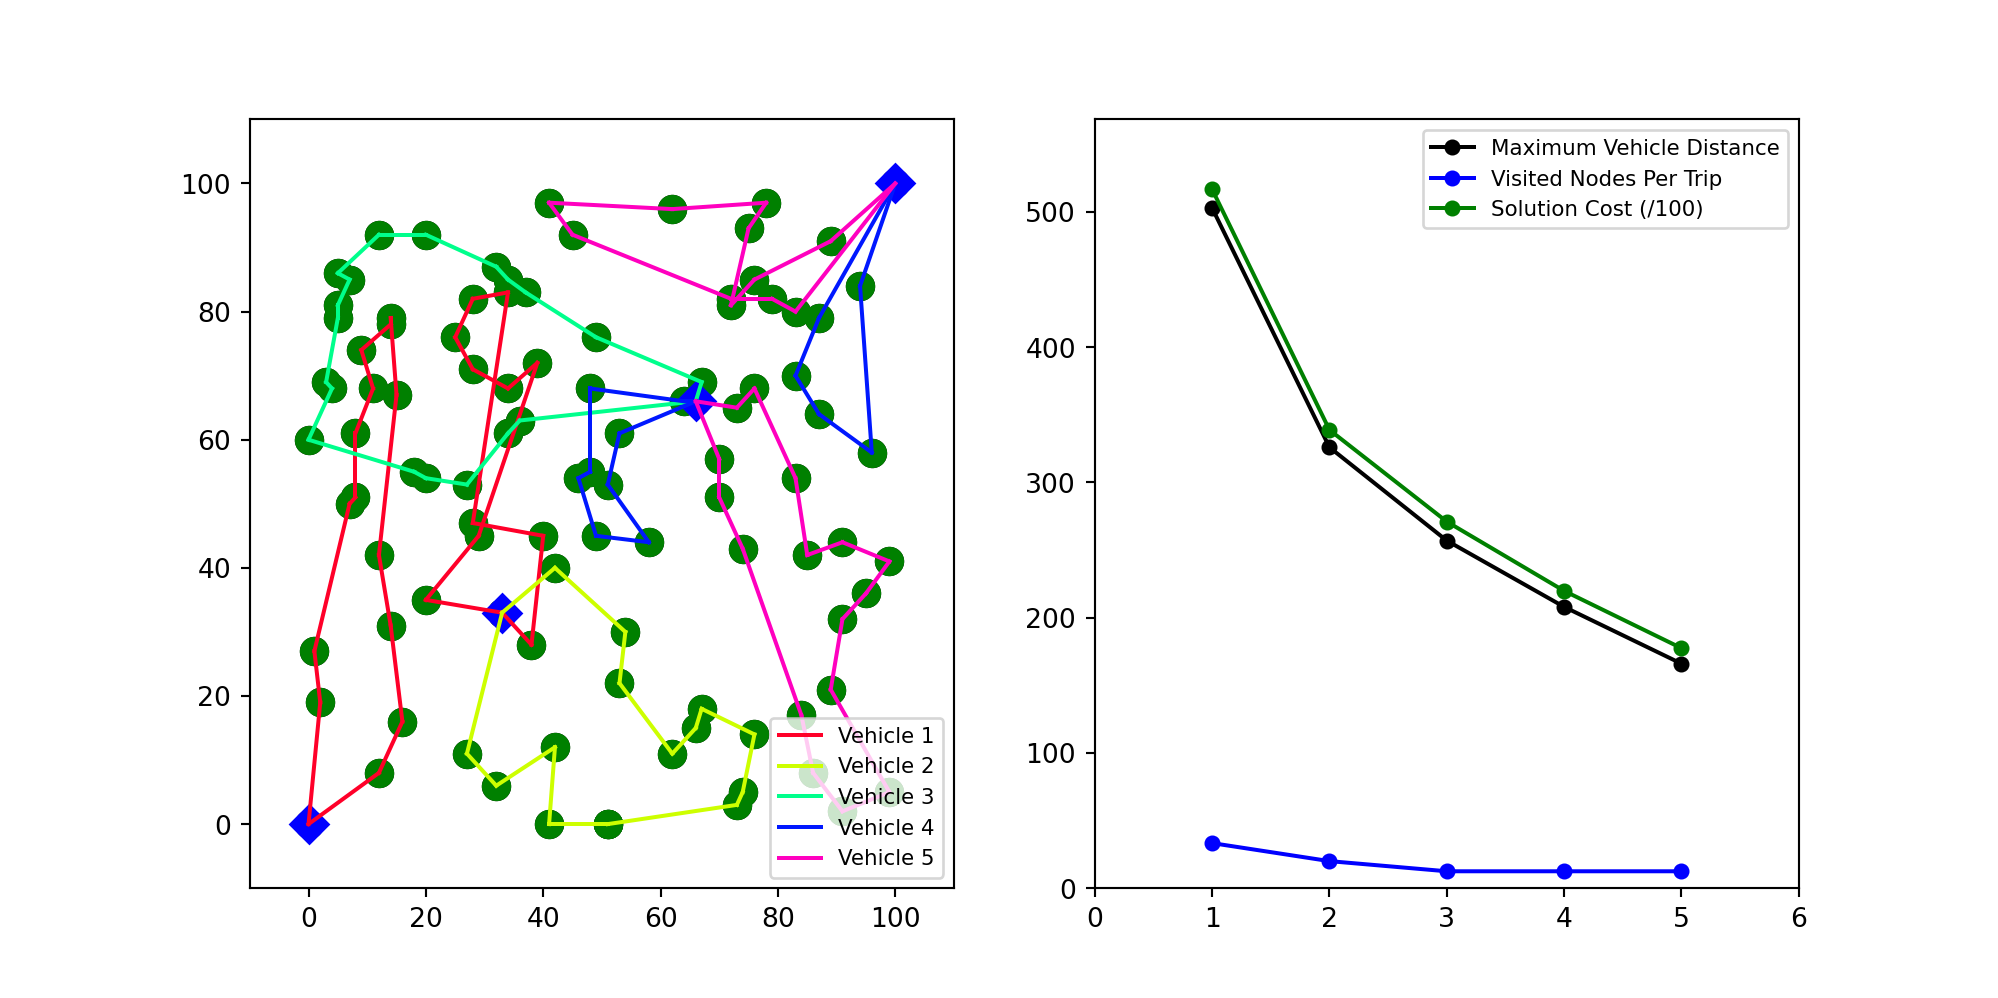 100
80
60
40
20
0
0 20 40 60 80 100
Vehicle 1
Vehicle 2
Vehicle 3
Vehicle 4
Vehicle 5
500
400
300
200
100
0
0 1 2 3 4 5 6
Maximum Vehicle Distance
Visited Nodes Per Trip
Solution Cost (/100)